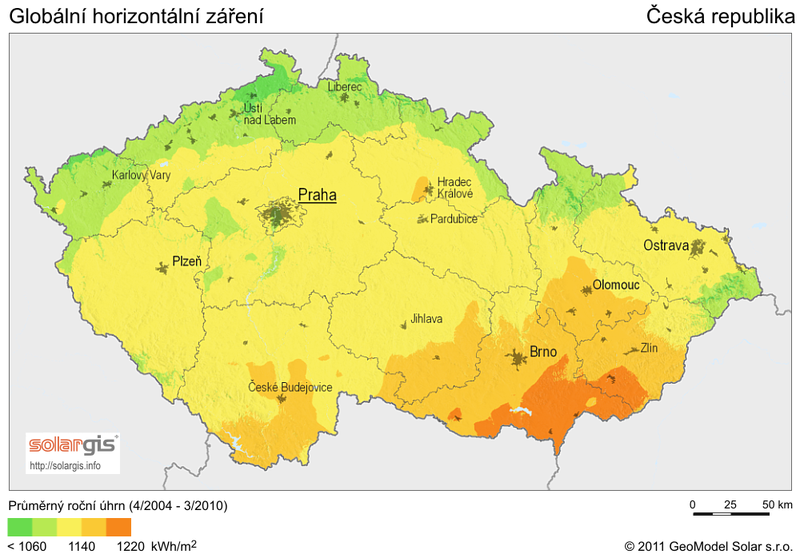 Globální horizontální záření
Česká republika
Liberec
Ústí
nad Labem
Karlovy Vary
Praha
Hradec
Králové
Pardubice
Plzeň
Ostrava
Olomouc
Jihlava
Brno
Zlín
České Budejovice
solargis
http://solargis.info
Průměrný roční úhrn (4/2004 - 3/2010)
0 25 50 km
< 1060 1140 1220 kWh/m²
© 2011 GeoModel Solar s.r.o.